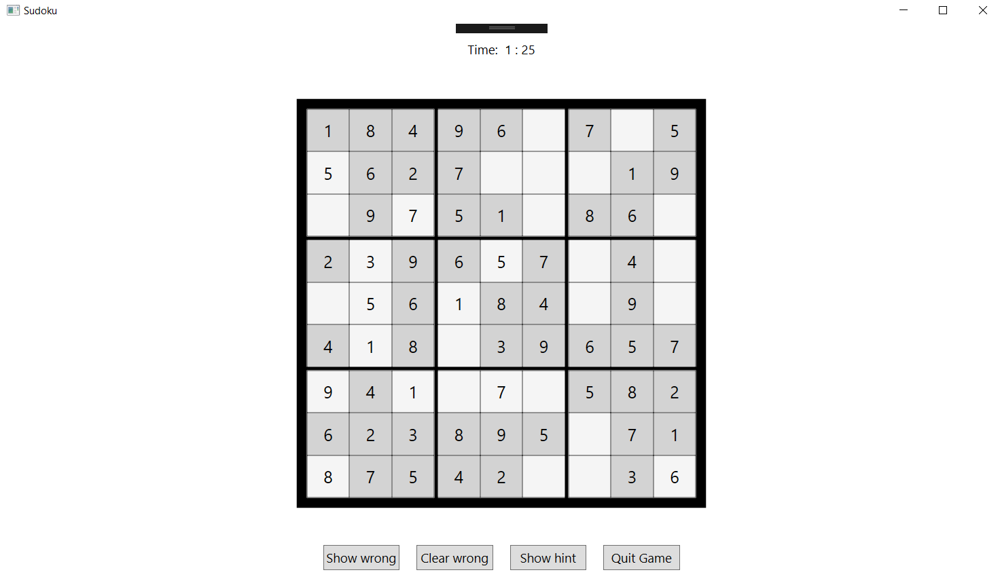 Sudoku
Time: 1 : 25
1 8 4 9 6 7 5
5 6 2 7 1 9
9 7 5 1 8 6
2 3 9 6 5 7 4
5 6 1 8 4 9
4 1 8 3 9 6 5 7
9 4 1 7 5 8 2
6 2 3 8 9 5 7 1
8 7 5 4 2 3 6
Show wrong Clear wrong Show hint Quit Game